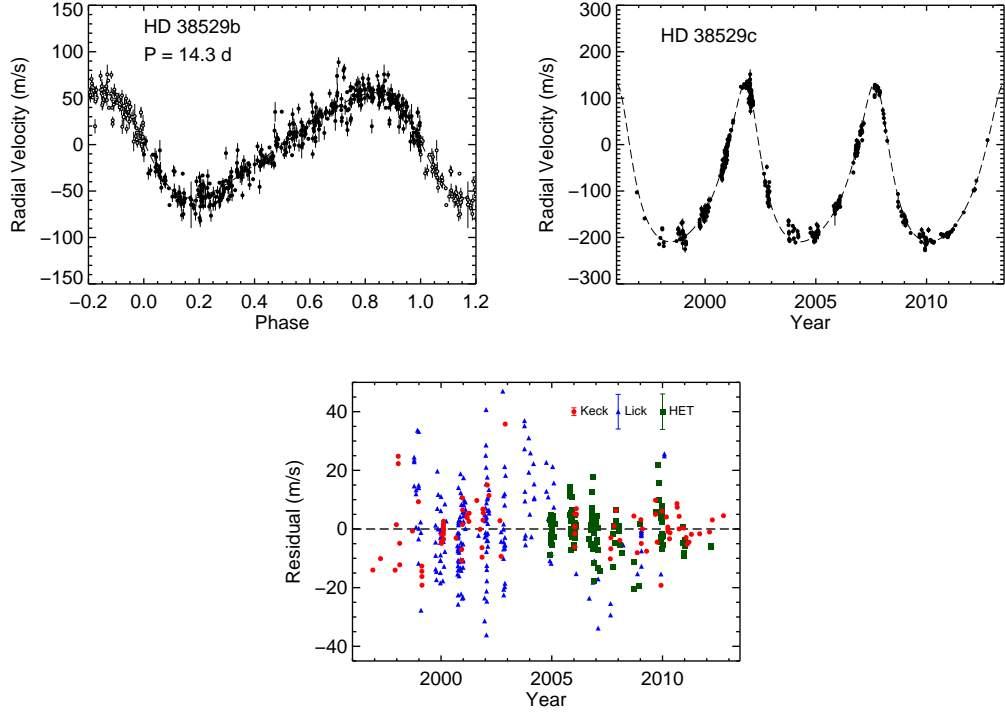 HD 38529b
P = 14.3 d
Radial Velocity (m/s)
150
100
50
0
−50
−100
−150
−0.2 0.0 0.2 0.4 0.6 0.8 1.0 1.2
Phase
HD 38529c
Radial Velocity (m/s)
300
200
100
0
−100
−200
−300
2000 2005 2010
Year
Keck Lick HET
Residual (m/s)
40
20
0
−20
−40
2000 2005 2010
Year